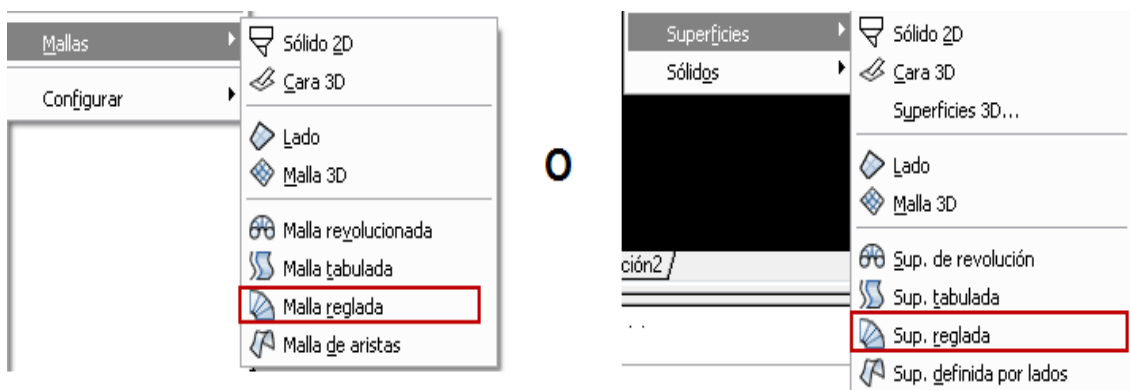 Mallas
Configurar
Sólido 2D
Cara 3D
Lado
Malla 3D
Malla revolucionada
Malla tabulada
Malla reglada
Malla de aristas
o
Superficies
Sólidos
ción2
Sólido 2D
Cara 3D
Superficies 3D...
Lado
Malla 3D
Sup. de revolución
Sup. tabulada
Sup. reglada
Sup. definida por lados